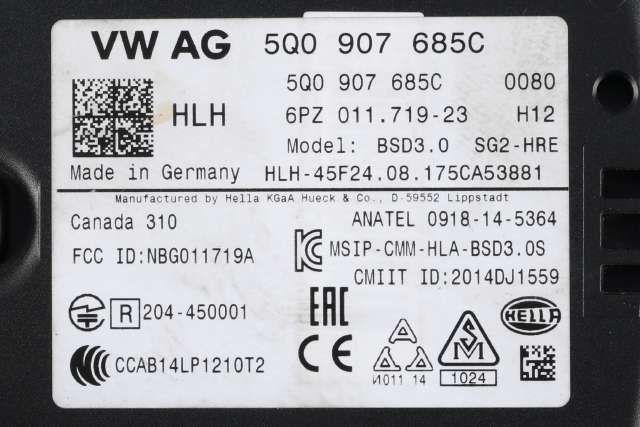 VW AG 5Q0 907 685C
5Q0 907 685C 0080
HLH 6PZ 011.719-23 H12
Model: BSD3.0 SG2-HRE
Made in Germany HLH-45F24.08.175CA53881
Manufactured by Hella KGaA Hueck & Co., D-59552 Lippstadt
Canada 310 ANATEL 0918-14-5364
FCC ID:NBG011719A MSIP-CMM-HLA-BSD3.0S
CMIIT ID:2014DJ1559
R 204-450001 EAC HELLA
CCAB14LP1210T2 CE
A
A A
И011 14
S
M
1024